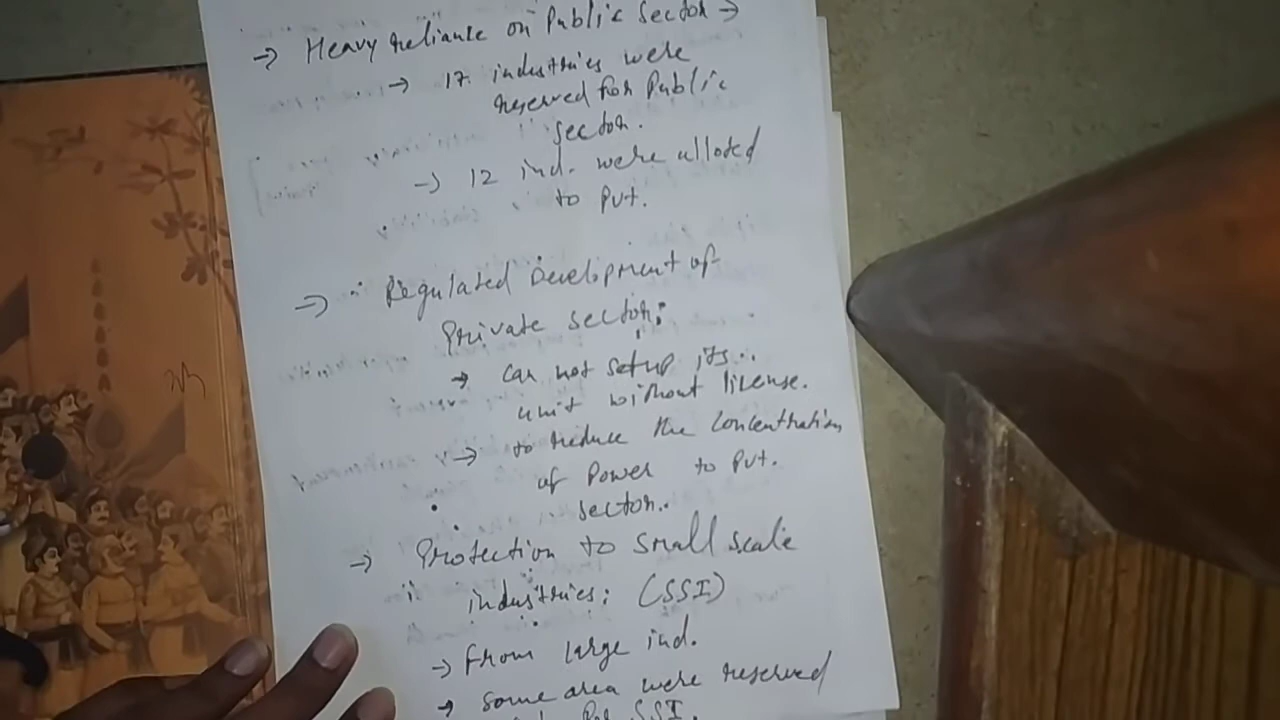 → Heavy reliance on Public Sector →
→ 17. industries were
reserved for Public
sector.
→ 12 ind. were alloted
to Pvt.
→ Regulated Development of
Private sector:
→ Can not setup its..
unit without license.
→ to reduce the concentration
of Power to Pvt.
sector..
→ Protection to small scale
industries: (SSI)
→ From large ind.
→ some area were reserved
for SSI.